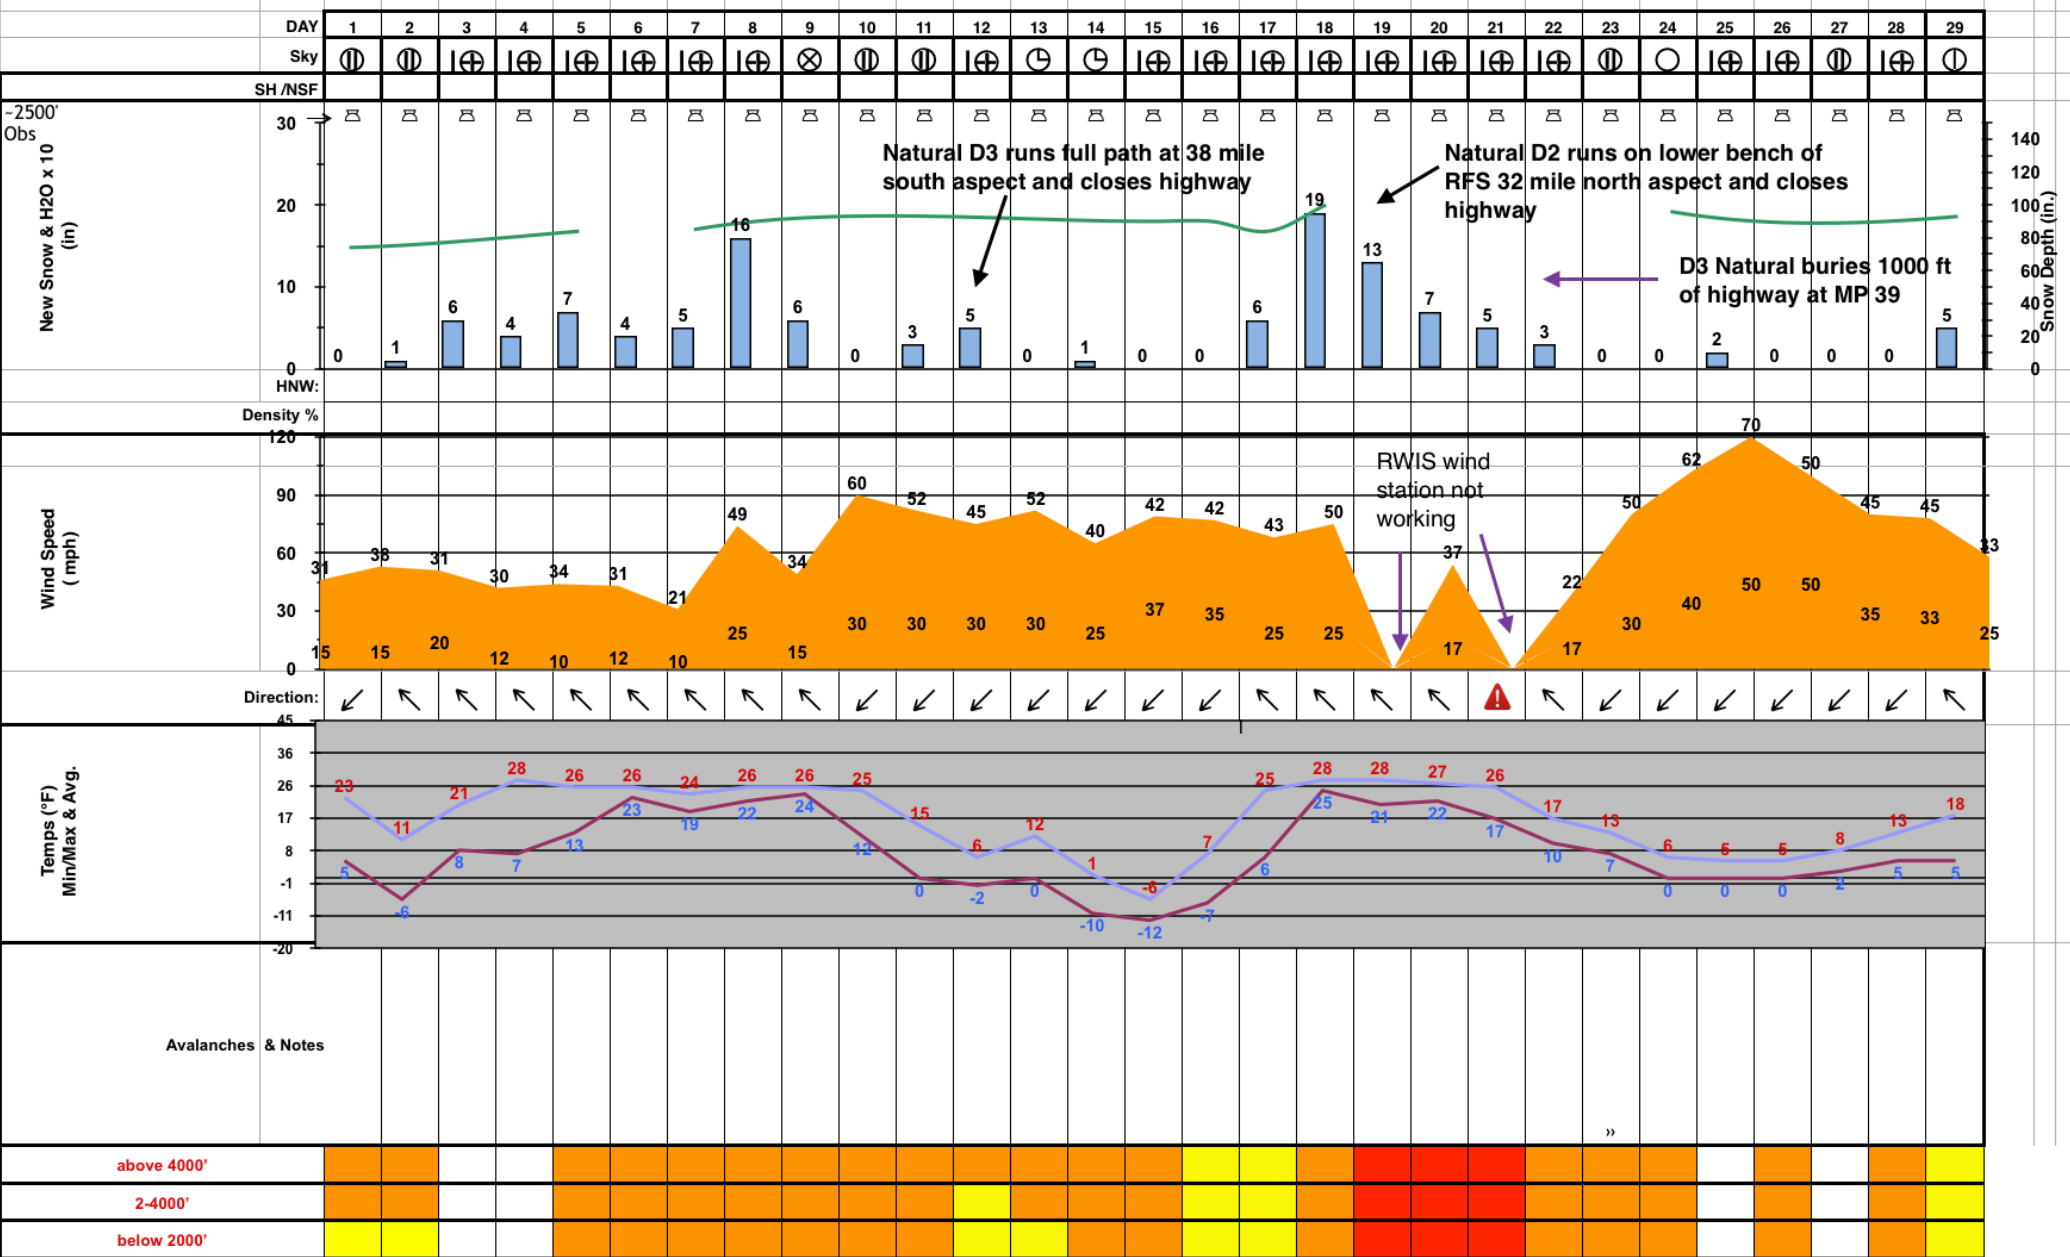 DAY 1 2 3 4 5 6 7 8 9 10 11 12 13 14 15 16 17 18 19 20 21 22 23 24 25 26 27 28 29
Sky
SH /NSF
~2500'
Obs
New Snow & H2O x 10
(in)
30
20
10
0
Natural D3 runs full path at 38 mile
south aspect and closes highway
Natural D2 runs on lower bench of
RFS 32 mile north aspect and closes
highway
D3 Natural buries 1000 ft
of highway at MP 39
0 1 6 4 7 4 5 16 6 0 3 5 0 1 0 0 6 19 13 7 5 3 0 0 2 0 0 0 5
140
120
100
80
60
40
20
0
Snow Depth (in.)
HNW:
Density %
Wind Speed
( mph)
120
90
60
30
0
RWIS wind
station not
working
31 38 31 30 34 31 21 49 34 60 52 45 52 40 42 42 43 50 37 22 50 62 70 50 45 45 33
15 15 20 12 10 12 10 25 15 30 30 30 30 25 37 35 25 25 17 17 30 40 50 50 35 33 25
Direction:
Temps (°F)
Min/Max & Avg.
45
36
26
17
8
-1
-11
-20
23 11 21 28 26 26 24 26 26 25 15 6 12 1 -6 7 25 28 28 27 26 17 13 6 5 5 8 13 18
5 -6 8 7 13 23 19 22 24 12 0 -2 0 -10 -12 -7 6 25 21 22 17 10 7 0 0 0 2 5 5
Avalanches & Notes
»
above 4000'
2-4000'
below 2000'